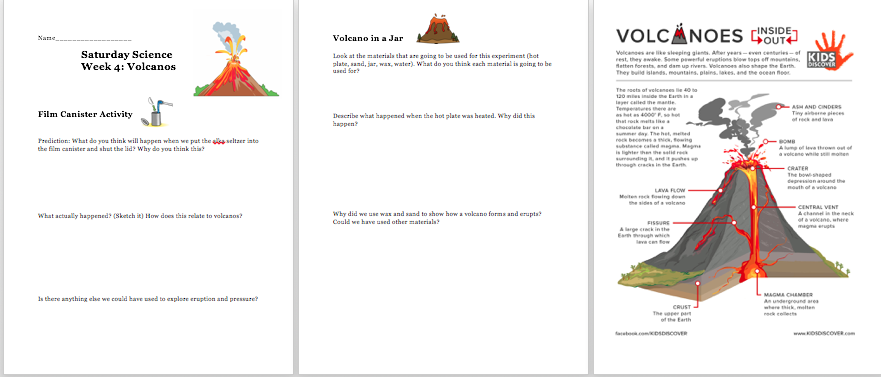 Name___________________
Saturday Science
Week 4: Volcanos
Film Canister Activity
Prediction: What do you think will happen when we put the alka seltzer into
the film canister and shut the lid? Why do you think this?
What actually happened? (Sketch it) How does this relate to volcanos?
Is there anything else we could have used to explore eruption and pressure?
Volcano in a Jar
Look at the materials that are going to be used for this experiment (hot
plate, sand, jar, wax, water). What do you think each material is going to be
used for?
Describe what happened when the hot plate was heated. Why did this
happen?
Why did we use wax and sand to show how a volcano forms and erupts?
Could we have used other materials?
VOLCANOES INSIDE OUT
KIDS DISCOVER
Volcanoes are like sleeping giants. After years—even centuries—of
rest, they awake. Some powerful eruptions blow tops off mountains,
flatten forests, and dam up rivers. Volcanoes also shape the Earth.
They build islands, mountains, plains, lakes, and the ocean floor.
The roots of volcanoes lie 40 to
120 miles inside the Earth in a
layer called the mantle.
Temperatures there are
as hot as 4000° F, so hot
that rock melts like a
chocolate bar on a
summer day. The hot, melted
rock becomes a thick, flowing
substance called magma. Magma
is lighter than the solid rock
surrounding it, and it pushes up
through cracks in the Earth.
ASH AND CINDERS
Tiny airborne pieces
of rock and lava
BOMB
A lump of lava thrown out of
a volcano while still molten
CRATER
The bowl-shaped
depression around the
mouth of a volcano
LAVA FLOW
Molten rock flowing down
the sides of a volcano
CENTRAL VENT
A channel in the neck
of a volcano, where
magma erupts
FISSURE
A large crack in the
Earth through which
lava can flow
MAGMA CHAMBER
An underground area
where thick, molten
rock collects
CRUST
The upper part
of the Earth
facebook.com/KIDSDISCOVER
www.KIDSDISCOVER.com